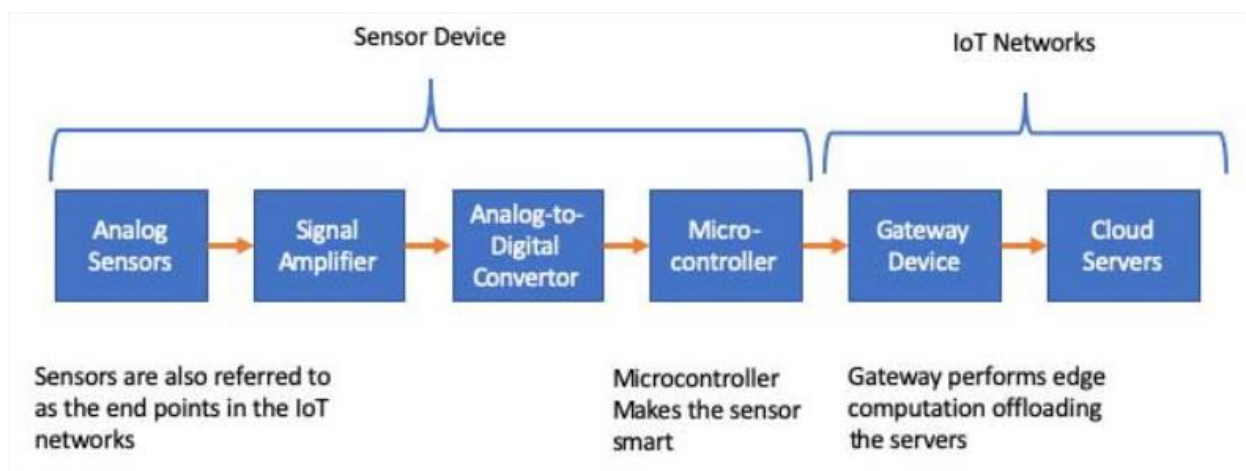 Sensor Device
IoT Networks
Analog
Sensors
Signal
Amplifier
Analog-to-
Digital
Convertor
Micro-
controller
Gateway
Device
Cloud
Servers
Sensors are also referred to
as the end points in the IoT
networks
Microcontroller
Makes the sensor
smart
Gateway performs edge
computation offloading
the servers